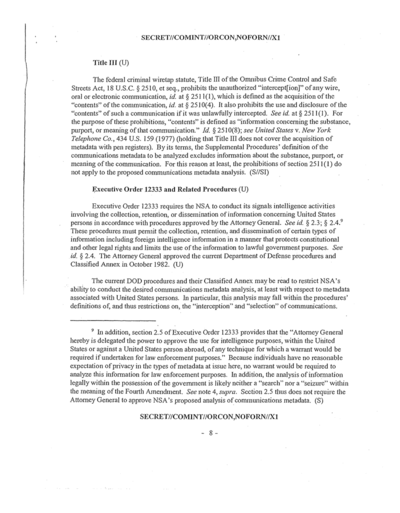 SECRET//COMINT//ORCON,NOFORN//X1
Title III (U)
The federal criminal wiretap statute, Title III of the Omnibus Crime Control and Safe
Streets Act, 18 U.S.C. § 2510, et seq., prohibits the unauthorized "intercept[ion]" of any wire,
oral or electronic communication, id. at § 2511(1), which is defined as the acquisition of the
"contents" of the communication, id. at § 2510(4). It also prohibits the use and disclosure of the
"contents" of such a communication if it was unlawfully intercepted. See id. at § 2511(1). For
the purpose of these prohibitions, "contents" is defined as "information concerning the substance,
purport, or meaning of that communication." Id. § 2510(8); see United States v. New York
Telephone Co., 434 U.S. 159 (1977) (holding that Title III does not cover the acquisition of
metadata with pen registers). By its terms, the Supplemental Procedures' definition of the
communications metadata to be analyzed excludes information about the substance, purport, or
meaning of the communication. For this reason at least, the prohibitions of section 2511(1) do
not apply to the proposed communications metadata analysis. (S//SI)
Executive Order 12333 and Related Procedures (U)
Executive Order 12333 requires the NSA to conduct its signals intelligence activities
involving the collection, retention, or dissemination of information concerning United States
persons in accordance with procedures approved by the Attorney General. See id. § 2.3; § 2.4.⁸
These procedures must permit the collection, retention, and dissemination of certain types of
information including foreign intelligence information in a manner that protects constitutional
and other legal rights and limits the use of the information to lawful government purposes. See
id. § 2.4. The Attorney General approved the current Department of Defense procedures and
Classified Annex in October 1982. (U)
The current DOD procedures and their Classified Annex may be read to restrict NSA's
ability to conduct the desired communications metadata analysis, at least with respect to metadata
associated with United States persons. In particular, this analysis may fall within the procedures'
definitions of, and thus restrictions on, the "interception" and "selection" of communications.
⁸ In addition, section 2.5 of Executive Order 12333 provides that the "Attorney General
hereby is delegated the power to approve the use for intelligence purposes, within the United
States or against a United States person abroad, of any technique for which a warrant would be
required if undertaken for law enforcement purposes." Because individuals have no reasonable
expectation of privacy in the types of metadata at issue here, no warrant would be required to
analyze this information for law enforcement purposes. In addition, the analysis of information
legally within the possession of the government is likely neither a "search" nor a "seizure" within
the meaning of the Fourth Amendment. See note 4, supra. Section 2.5 thus does not require the
Attorney General to approve NSA's proposed analysis of communications metadata. (S)
SECRET//COMINT//ORCON,NOFORN//X1
- 8 -